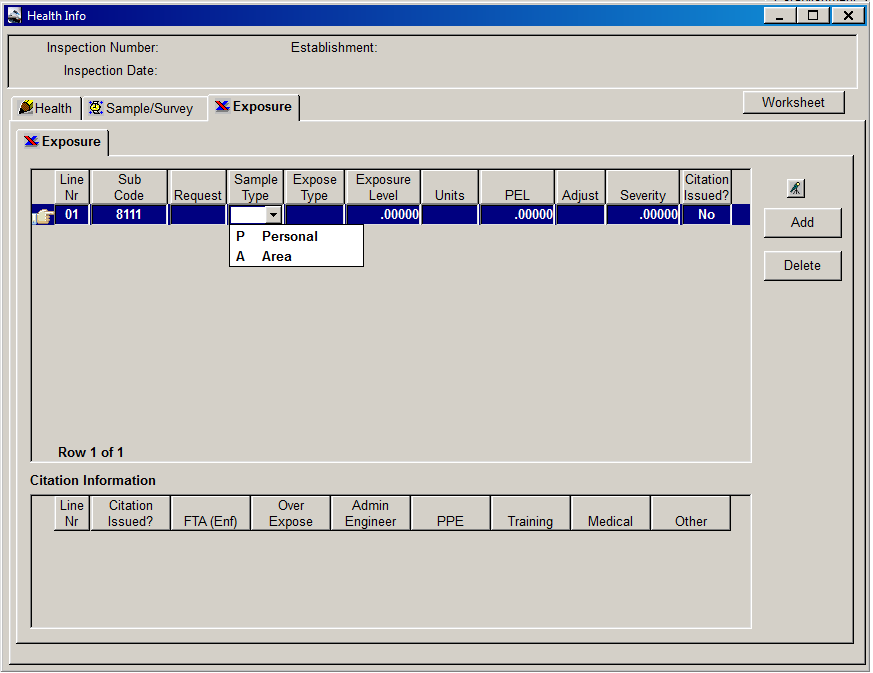 Health Info
Inspection Number:
Establishment:
Inspection Date:
Health
Sample/Survey
Exposure
Worksheet
Exposure
Line Nr
Sub Code
Request
Sample Type
Expose Type
Exposure Level
Units
PEL
Adjust
Severity
Citation Issued?
01 8111 .00000 .00000 .00000 No
P Personal
A Area
Add
Delete
Row 1 of 1
Citation Information
Line Nr
Citation Issued?
FTA (Enf)
Over Expose
Admin Engineer
PPE
Training
Medical
Other